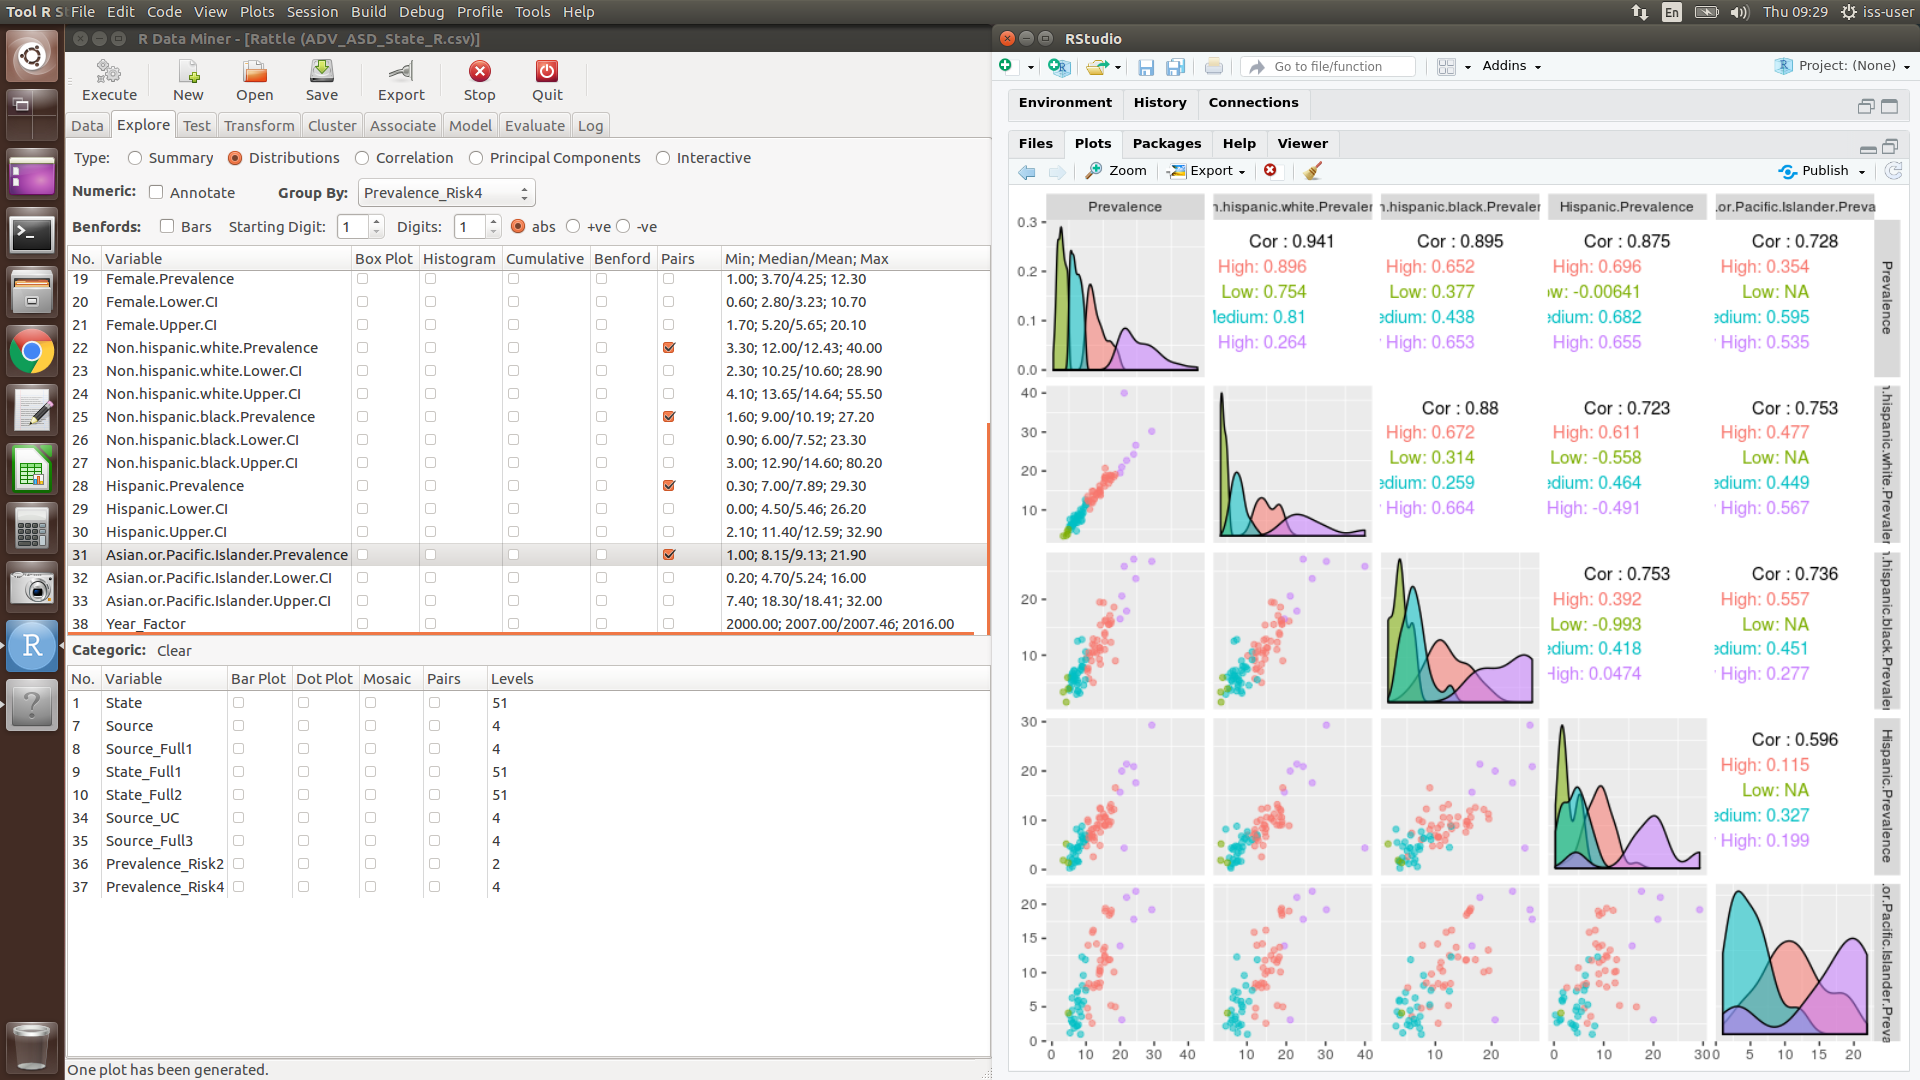 Tool R St File Edit Code View Plots Session Build Debug Profile Tools Help
En Thu 09:29 iss-user
R Data Miner - [Rattle (ADV_ASD_State_R.csv)]
Execute New Open Save Export Stop Quit
Data Explore Test Transform Cluster Associate Model Evaluate Log
Type: Summary Distributions Correlation Principal Components Interactive
Numeric: Annotate Group By: Prevalence_Risk4
Benfords: Bars Starting Digit: 1 Digits: 1 abs +ve -ve
No. Variable Box Plot Histogram Cumulative Benford Pairs Min; Median/Mean; Max
19 Female.Prevalence 1.00; 3.70/4.25; 12.30
20 Female.Lower.CI 0.60; 2.80/3.23; 10.70
21 Female.Upper.CI 1.70; 5.20/5.65; 20.10
22 Non.hispanic.white.Prevalence 3.30; 12.00/12.43; 40.00
23 Non.hispanic.white.Lower.CI 2.30; 10.25/10.60; 28.90
24 Non.hispanic.white.Upper.CI 4.10; 13.65/14.64; 55.50
25 Non.hispanic.black.Prevalence 1.60; 9.00/10.19; 27.20
26 Non.hispanic.black.Lower.CI 0.90; 6.00/7.52; 23.30
27 Non.hispanic.black.Upper.CI 3.00; 12.90/14.60; 80.20
28 Hispanic.Prevalence 0.30; 7.00/7.89; 29.30
29 Hispanic.Lower.CI 0.00; 4.50/5.46; 26.20
30 Hispanic.Upper.CI 2.10; 11.40/12.59; 32.90
31 Asian.or.Pacific.Islander.Prevalence 1.00; 8.15/9.13; 21.90
32 Asian.or.Pacific.Islander.Lower.CI 0.20; 4.70/5.24; 16.00
33 Asian.or.Pacific.Islander.Upper.CI 7.40; 18.30/18.41; 32.00
38 Year_Factor 2000.00; 2007.00/2007.46; 2016.00
Categoric: Clear
No. Variable Bar Plot Dot Plot Mosaic Pairs Levels
1 State 51
7 Source 4
8 Source_Full1 4
9 State_Full1 51
10 State_Full2 51
34 Source_UC 4
35 Source_Full3 4
36 Prevalence_Risk2 2
37 Prevalence_Risk4 4
One plot has been generated.
RStudio
Go to file/function Addins Project: (None)
Environment History Connections
Files Plots Packages Help Viewer
Zoom Export Publish
Prevalence n.hispanic.white.Prevaler n.hispanic.black.Prevaler Hispanic.Prevalence .or.Pacific.Islander.Preva
0.3
0.2
0.1
0.0
Cor : 0.941
High: 0.896
Low: 0.754
Medium: 0.81
High: 0.264
Cor : 0.895
High: 0.652
Low: 0.377
edium: 0.438
High: 0.653
Cor : 0.875
High: 0.696
ow: -0.00641
edium: 0.682
High: 0.655
Cor : 0.728
High: 0.354
Low: NA
edium: 0.595
High: 0.535
Prevalence
40
30
20
10
Cor : 0.88
High: 0.672
Low: 0.314
edium: 0.259
High: 0.664
Cor : 0.723
High: 0.611
Low: -0.558
edium: 0.464
High: -0.491
Cor : 0.753
High: 0.477
Low: NA
edium: 0.449
High: 0.567
n.hispanic.white.Prevaler
20
10
Cor : 0.753
High: 0.392
Low: -0.993
edium: 0.418
High: 0.0474
Cor : 0.736
High: 0.557
Low: NA
edium: 0.451
High: 0.277
n.hispanic.black.Prevaler
30
20
10
0
Cor : 0.596
High: 0.115
Low: NA
edium: 0.327
High: 0.199
Hispanic.Prevalence
20
15
10
5
0
.or.Pacific.Islander.Preva
0 10 20 30 40 10 20 30 40 10 20 0 10 20 30 0 5 10 15 20